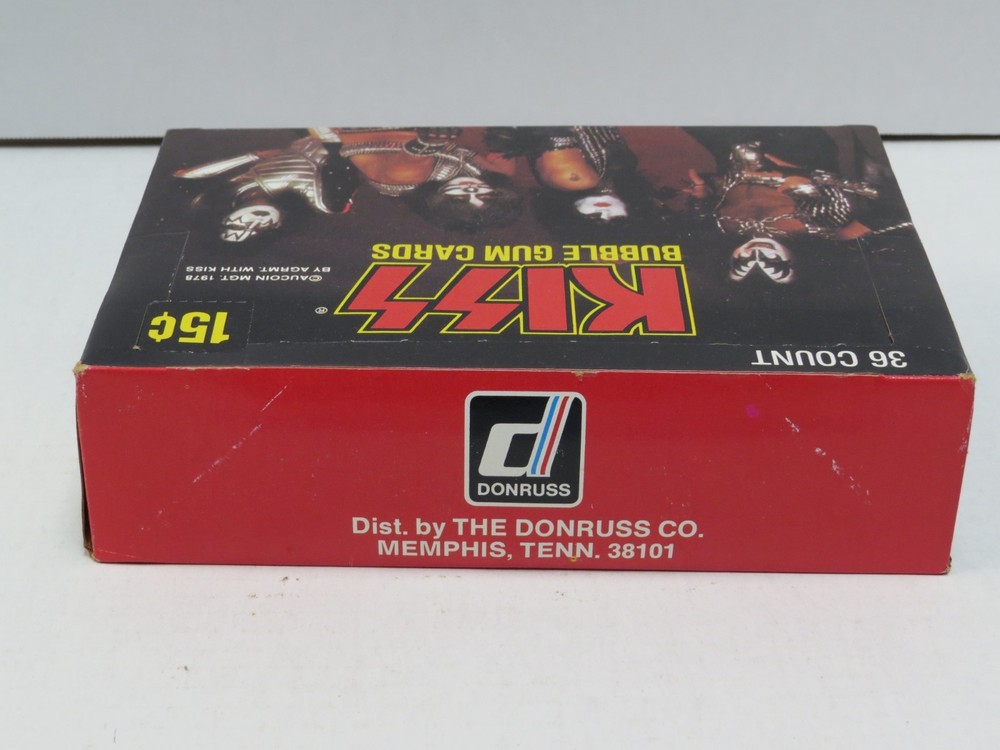 36 COUNT
15¢
KISS®
BUBBLE GUM CARDS
©AUCOIN MGT. 1978
BY AGRMT. WITH KISS
d
DONRUSS
Dist. by THE DONRUSS CO.
MEMPHIS, TENN. 38101